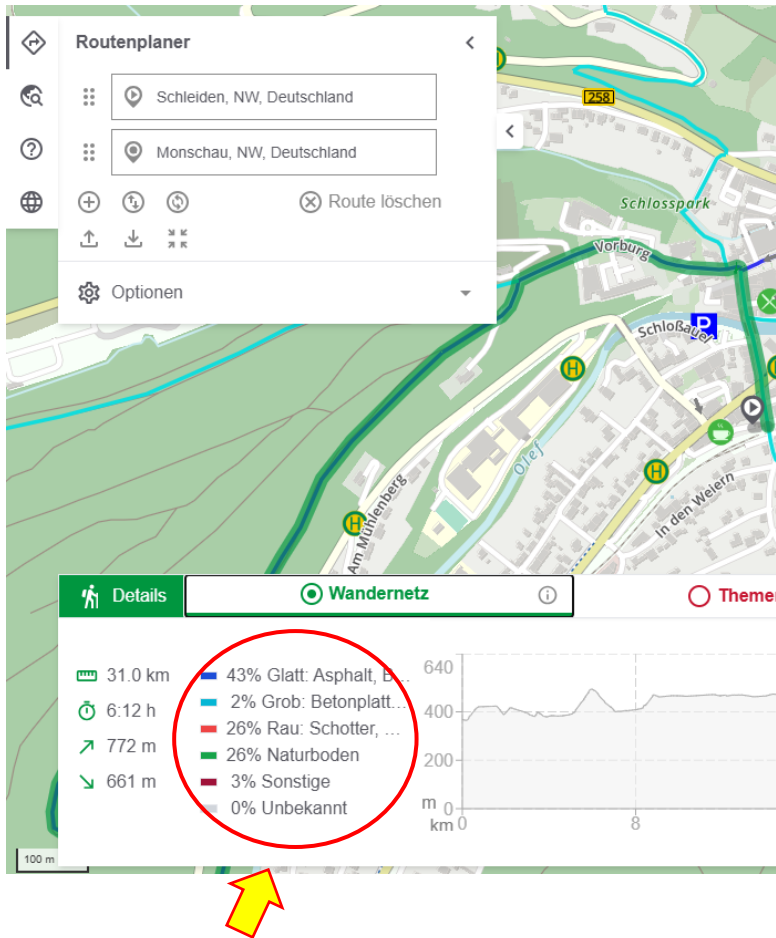 Routenplaner
Schleiden, NW, Deutschland
Monschau, NW, Deutschland
Route löschen
Optionen
258
Schlosspark
Vorburg
P
Schloßauel
H
H
H
Olef
Am Mühlenberg
In den Weiern
Details
Wandernetz
Themen
31.0 km
6:12 h
772 m
661 m
43% Glatt: Asphalt, B...
2% Grob: Betonplatt...
26% Rau: Schotter, ...
26% Naturboden
3% Sonstige
0% Unbekannt
640
400
200
m 0
km 0 8
100 m